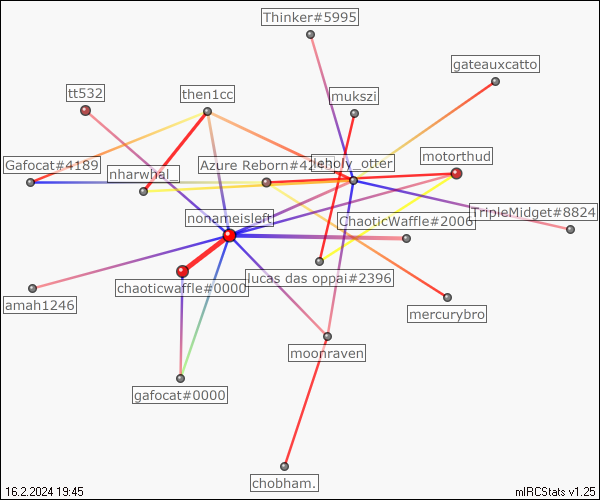 Thinker#5995
gateauxcatto
tt532
then1cc
mukszi
Gafocat#4189
nharwhal_
Azure Reborn#42
leholy_otter
motorthud
nonameisleft
ChaoticWaffle#2006
TripleMidget#8824
chaoticwaffle#0000
lucas das oppai#2396
amah1246
mercurybro
moonraven
gafocat#0000
chobham.
16.2.2024 19:45
mIRCStats v1.25